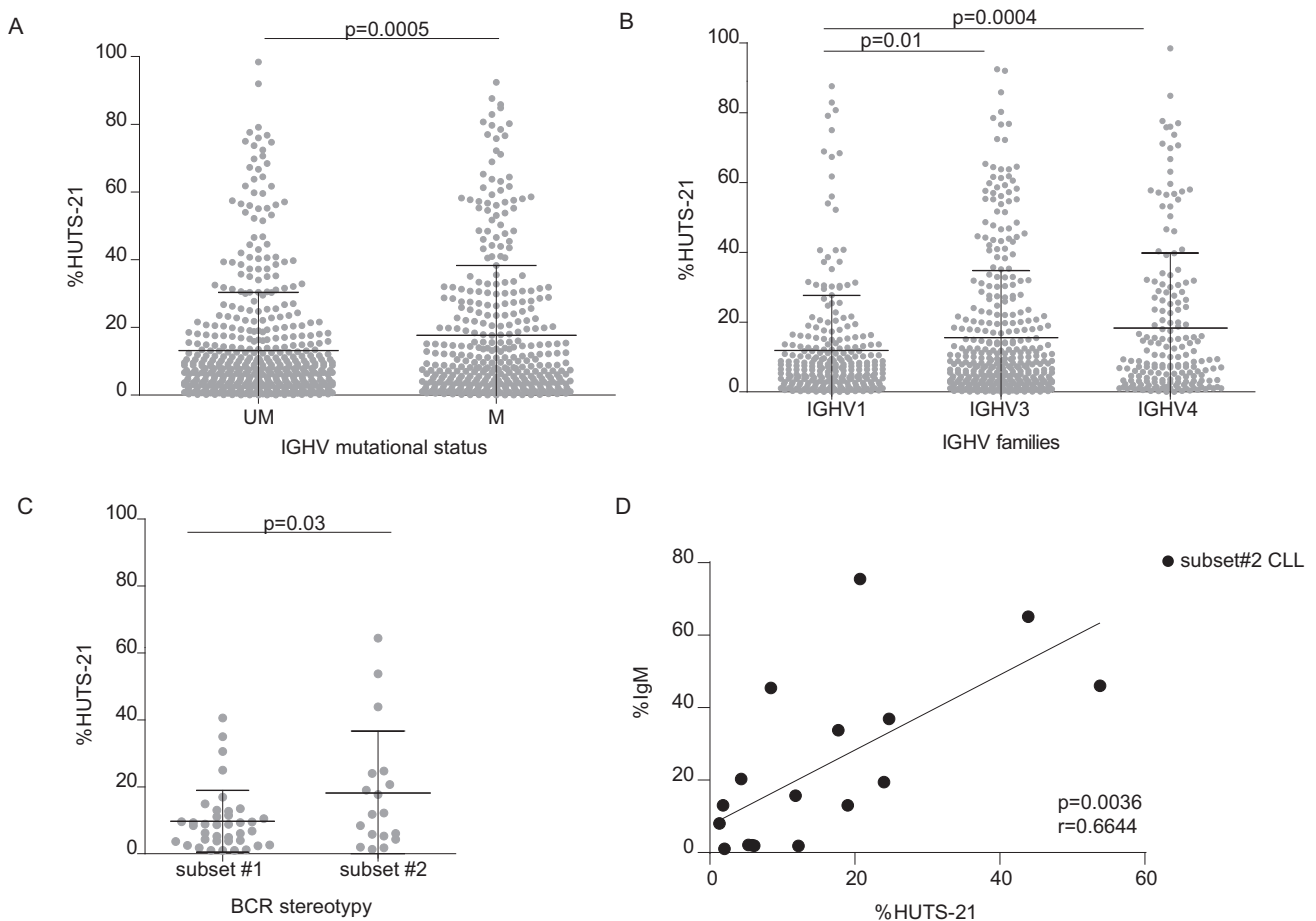 A
p=0.0005
100
80
60
40
20
0
%HUTS-21
UM
M
IGHV mutational status
B
p=0.0004
p=0.01
100
80
60
40
20
0
%HUTS-21
IGHV1
IGHV3
IGHV4
IGHV families
C
p=0.03
100
80
60
40
20
0
%HUTS-21
subset #1
subset #2
BCR stereotypy
D
subset#2 CLL
80
60
40
20
0
%IgM
p=0.0036
r=0.6644
0
20
40
60
%HUTS-21